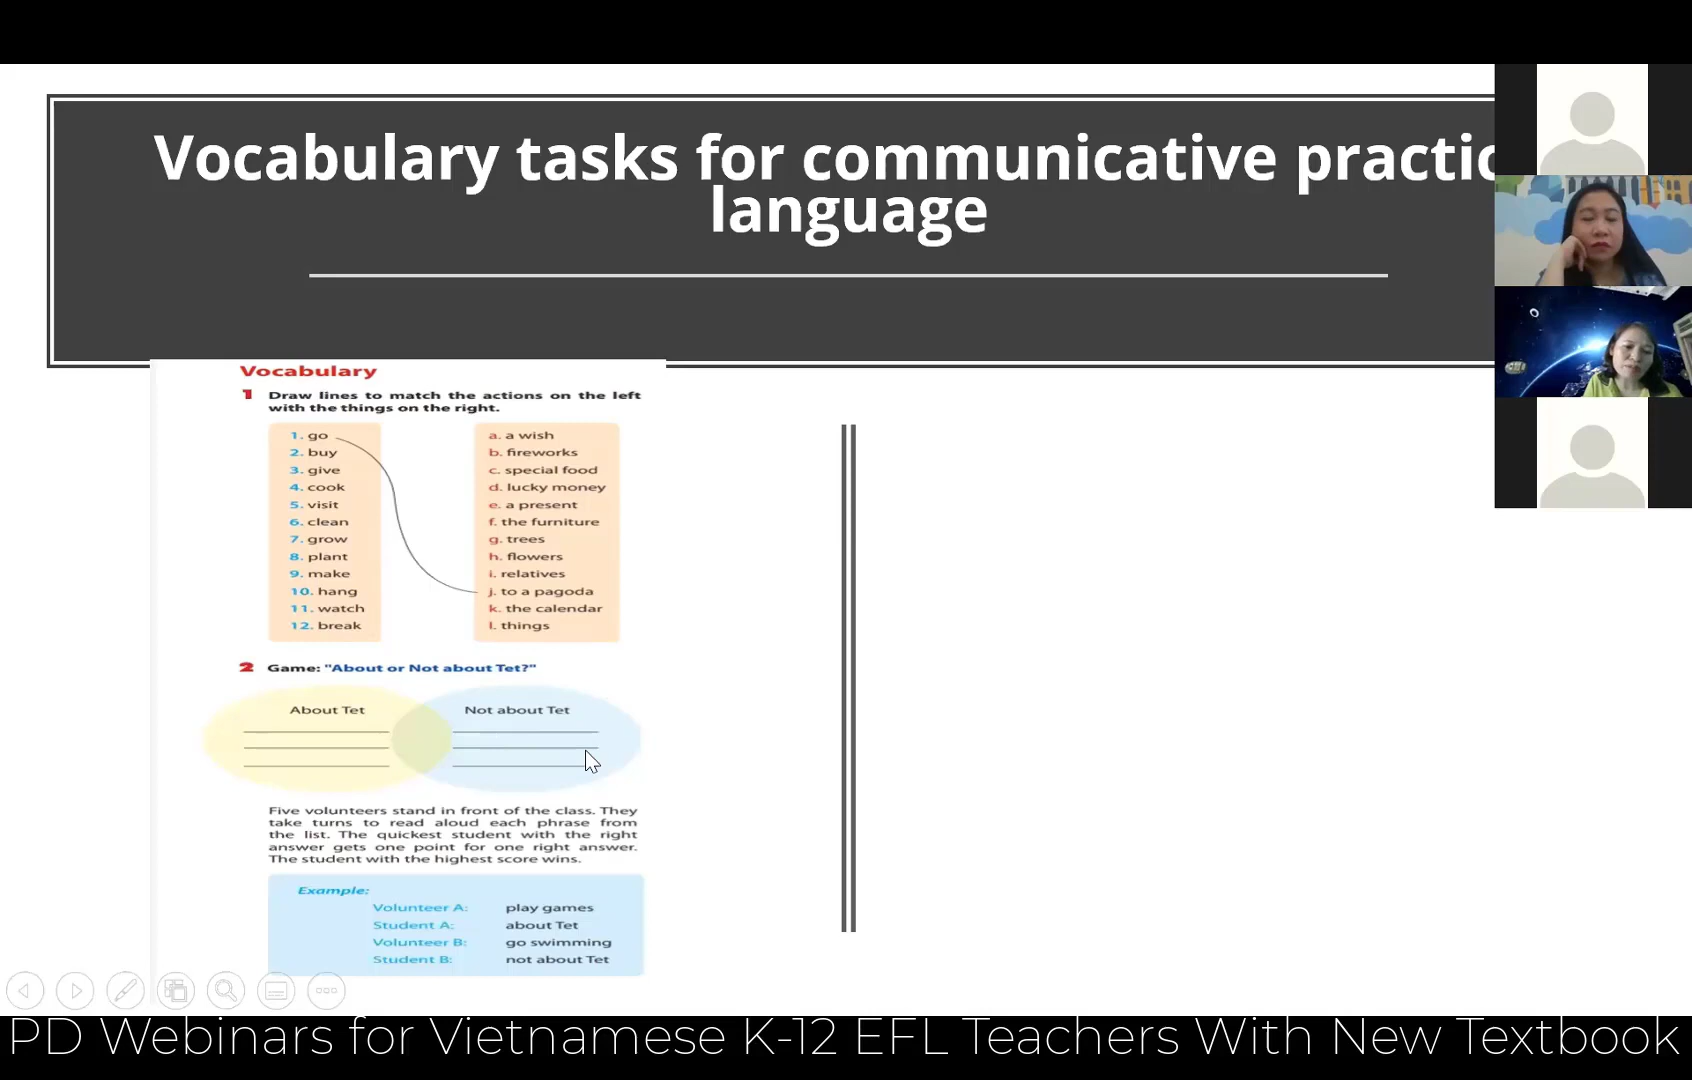 Vocabulary tasks for communicative practic
language
Vocabulary
1 Draw lines to match the actions on the left
with the things on the right.
1. go
2. buy
3. give
4. cook
5. visit
6. clean
7. grow
8. plant
9. make
10. hang
11. watch
12. break
a. a wish
b. fireworks
c. special food
d. lucky money
e. a present
f. the furniture
g. trees
h. flowers
i. relatives
j. to a pagoda
k. the calendar
l. things
2 Game: "About or Not about Tet?"
About Tet
Not about Tet
Five volunteers stand in front of the class. They
take turns to read aloud each phrase from
the list. The quickest student with the right
answer gets one point for one right answer.
The student with the highest score wins.
Example:
Volunteer A: play games
Student A: about Tet
Volunteer B: go swimming
Student B: not about Tet
PD Webinars for Vietnamese K-12 EFL Teachers With New Textbook